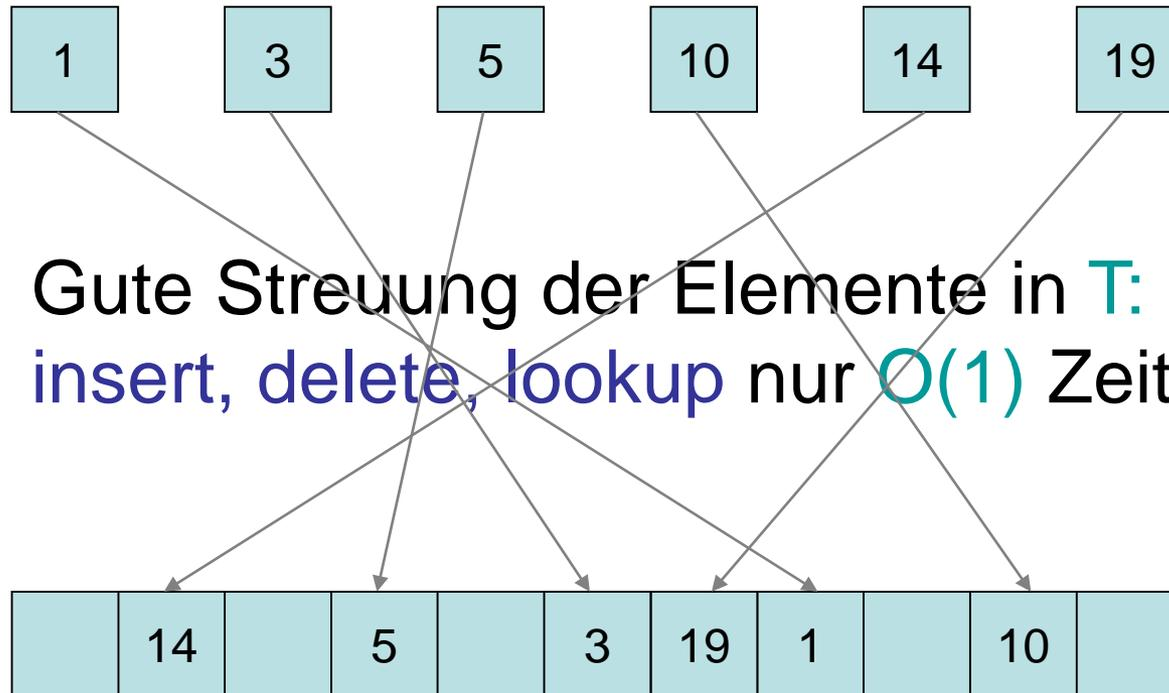 1 3 5 10 14 19
Gute Streuung der Elemente in T:
insert, delete, lookup nur O(1) Zeit
14 5 3 19 1 10